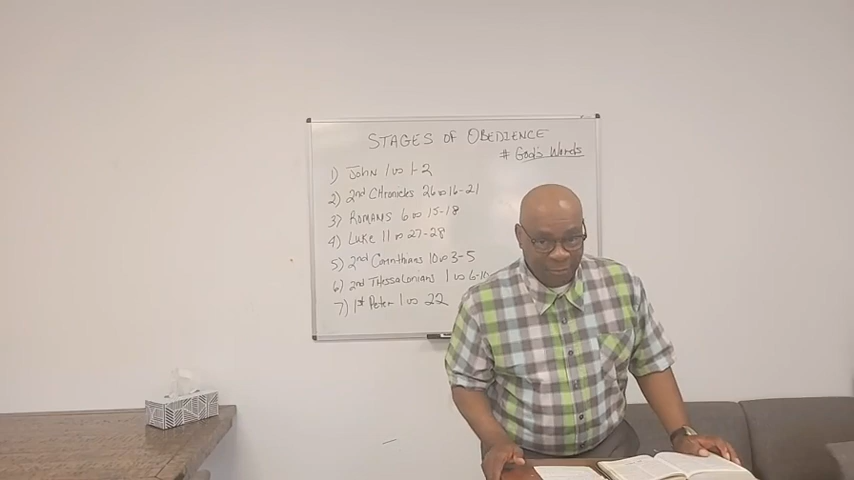 STAGES OF OBEDIENCE
# God's Words
1) John 1 vs 1-2
2) 2nd Chronicles 26 vs 16-21
3) Romans 6 vs 15-18
4) Luke 11 vs 27-28
5) 2nd Corinthians 10 vs 3-5
6) 2nd Thessalonians 1 vs 6-10
7) 1st Peter 1 vs 22